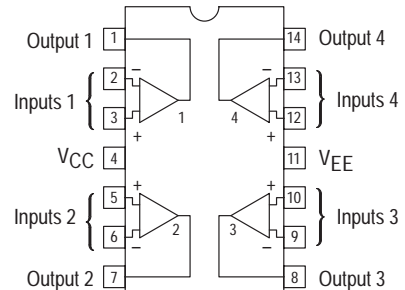 Output 1 1 14 Output 4
Inputs 1 2 − − 13 Inputs 4
3 1 4 12
+ +
VCC 4 11 VEE
+ +
Inputs 2 5 10 Inputs 3
6 − 2 3 − 9
Output 2 7 8 Output 3